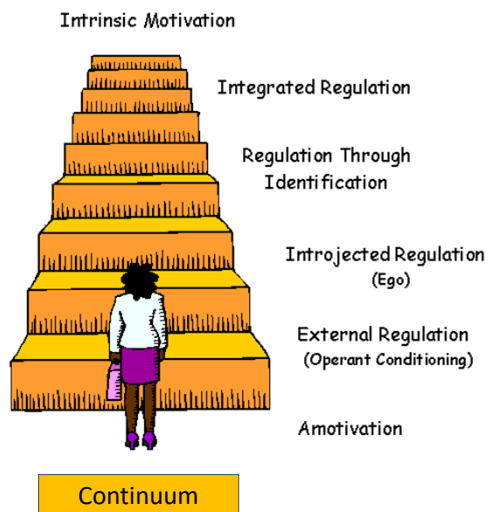 Intrinsic Motivation
Integrated Regulation
Regulation Through
Identification
Introjected Regulation
(Ego)
External Regulation
(Operant Conditioning)
Amotivation
Continuum